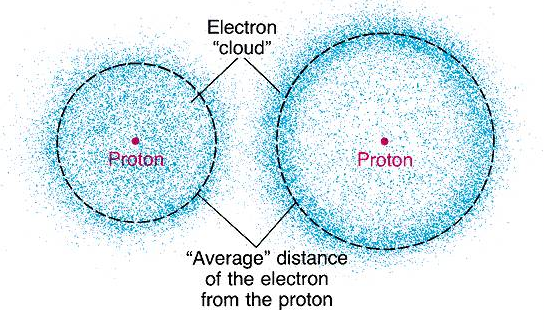 Electron
“cloud”
Proton
Proton
“Average” distance
of the electron
from the proton